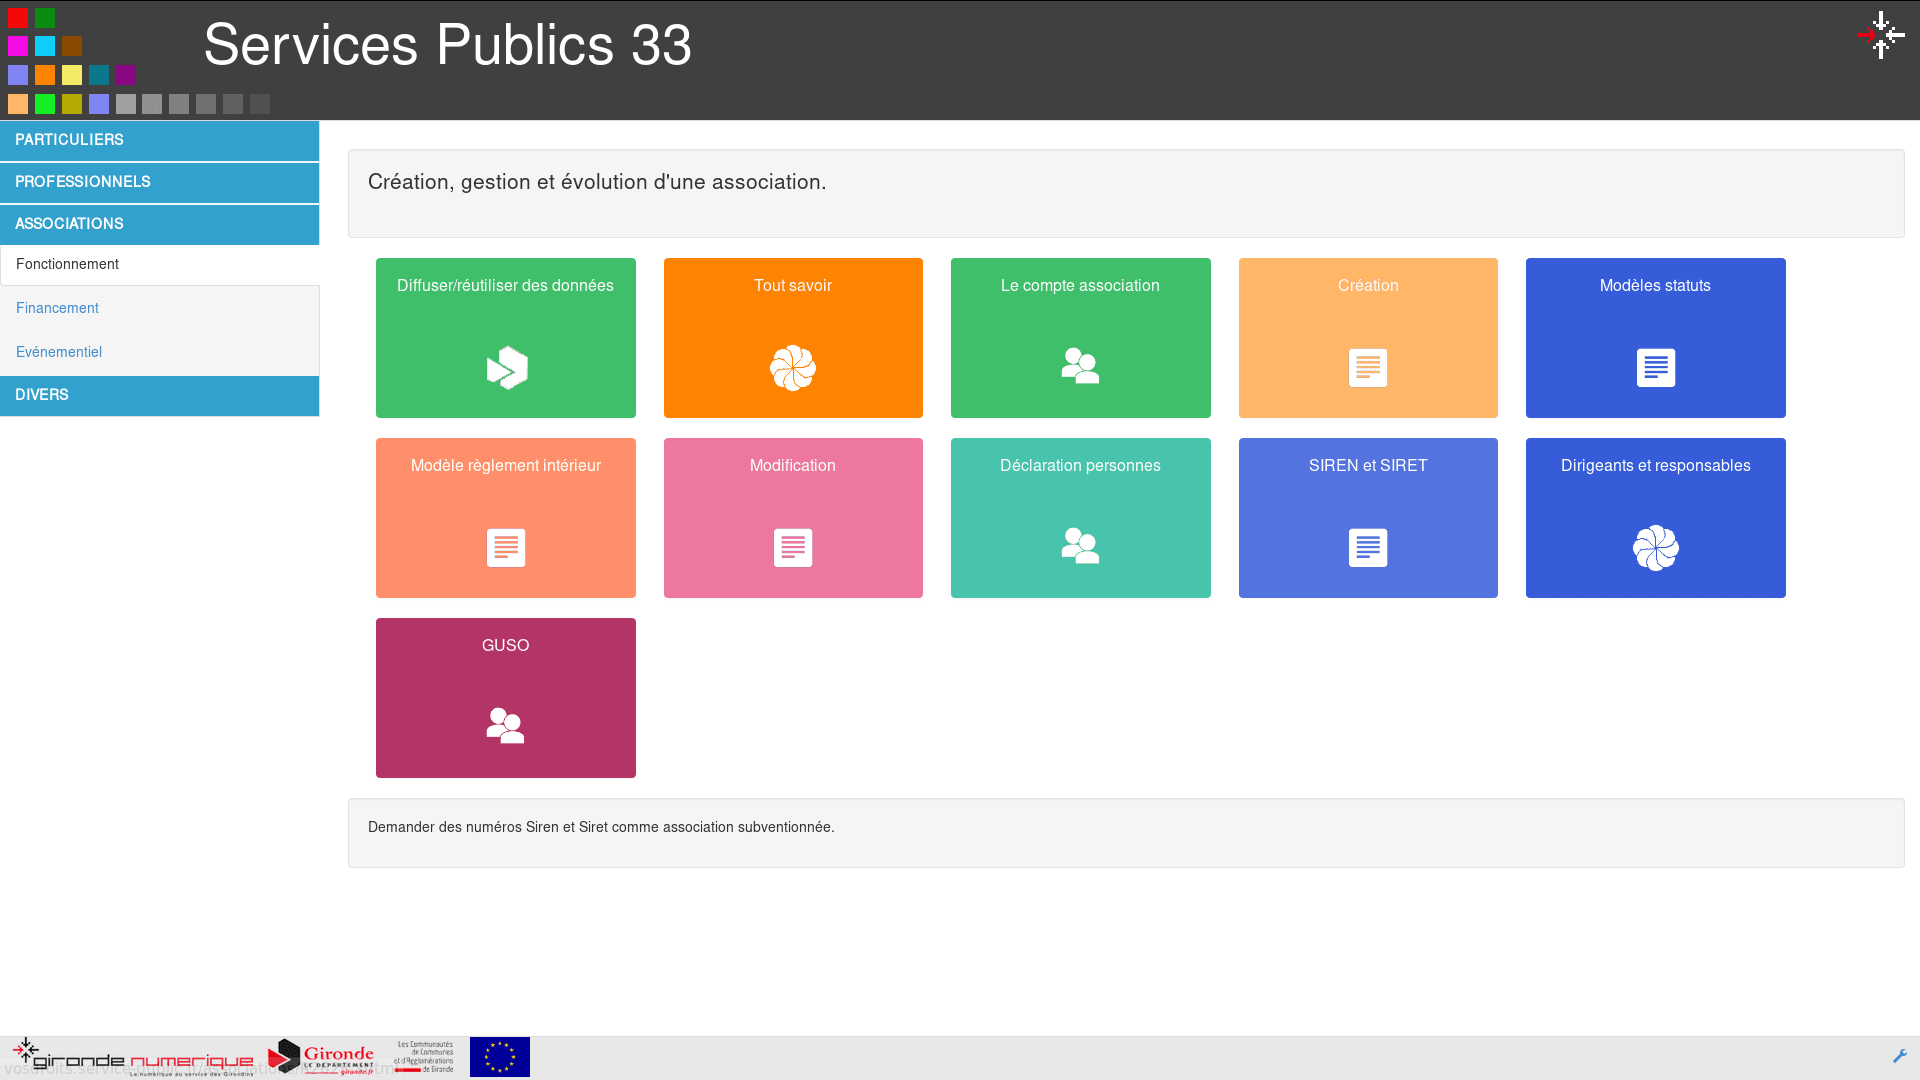 Services Publics 33
PARTICULIERS
PROFESSIONNELS
ASSOCIATIONS
Fonctionnement
Financement
Evénementiel
DIVERS
Création, gestion et évolution d'une association.
Diffuser/réutiliser des données
Tout savoir
Le compte association
Création
Modèles statuts
Modèle règlement intérieur
Modification
Déclaration personnes
SIREN et SIRET
Dirigeants et responsables
GUSO
Demander des numéros Siren et Siret comme association subventionnée.
gironde numerique
Le numérique au service des Girondins
Gironde
LE DEPARTEMENT
gironde.fr
Les Communautés
de Communes
et d'Agglomérations
de Gironde